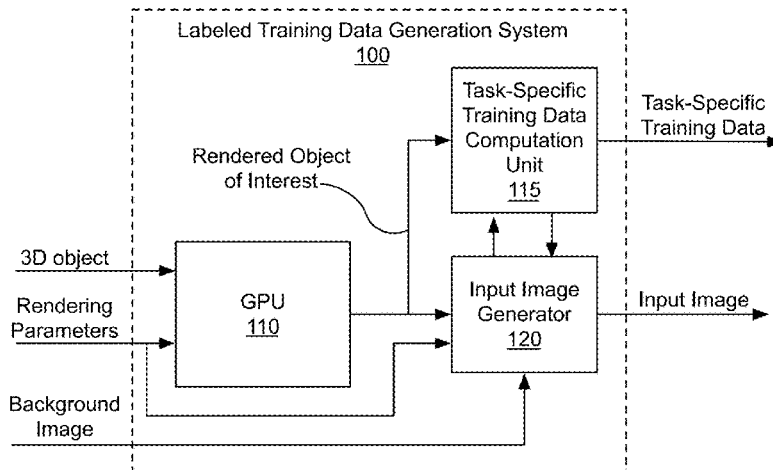 Labeled Training Data Generation System
100
Task-Specific
Training Data
Computation
Unit
115
Task-Specific
Training Data
Rendered Object
of Interest
3D object
Rendering
Parameters
GPU
110
Input Image
Generator
120
Input Image
Background
Image